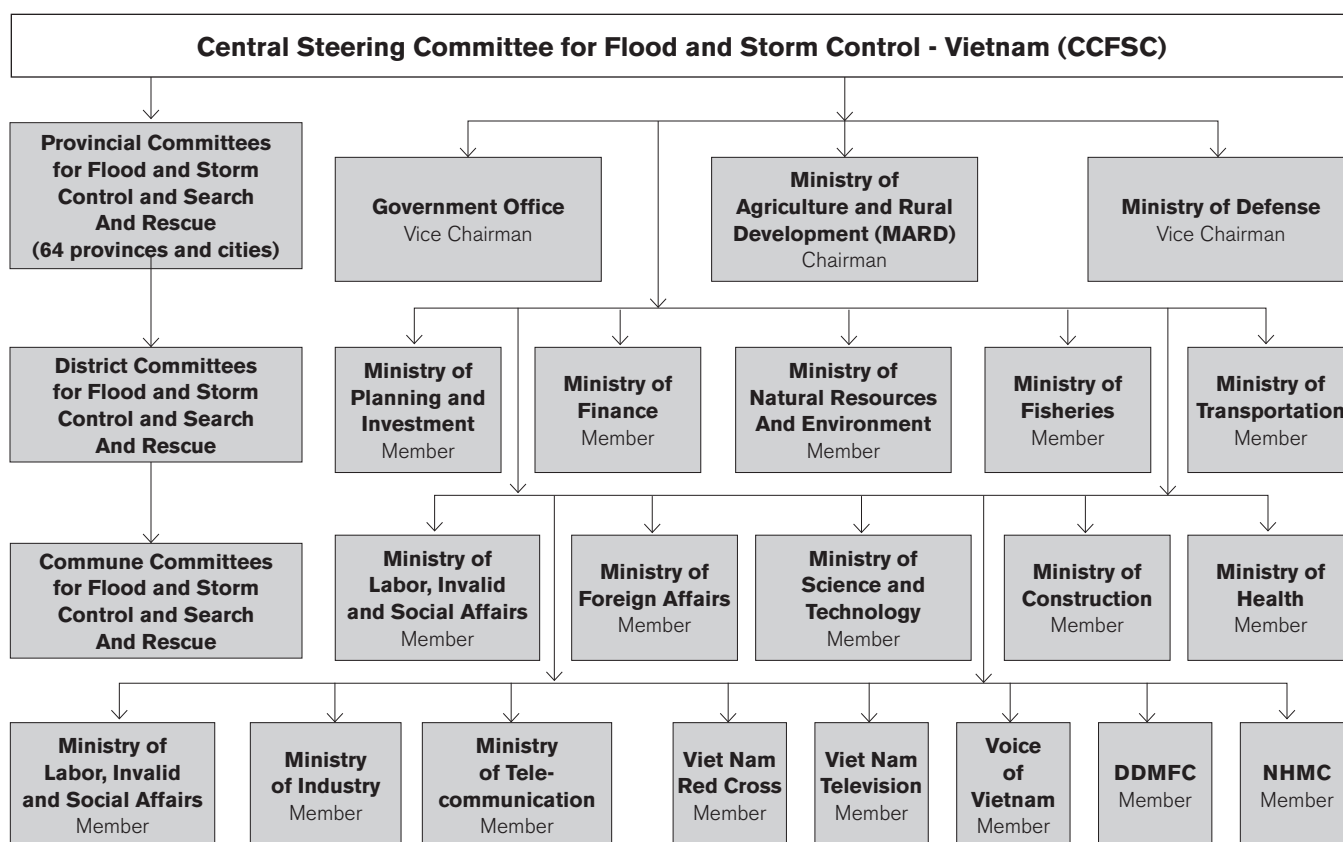 Central Steering Committee for Flood and Storm Control - Vietnam (CCFSC)
Provincial Committees
for Flood and Storm
Control and Search
And Rescue
(64 provinces and cities)
Government Office
Vice Chairman
Ministry of
Agriculture and Rural
Development (MARD)
Chairman
Ministry of Defense
Vice Chairman
District Committees
for Flood and Storm
Control and Search
And Rescue
Ministry of
Planning and
Investment
Member
Ministry of
Finance
Member
Ministry of
Natural Resources
And Environment
Member
Ministry of
Fisheries
Member
Ministry of
Transportation
Member
Commune Committees
for Flood and Storm
Control and Search
And Rescue
Ministry of
Labor, Invalid
and Social Affairs
Member
Ministry of
Foreign Affairs
Member
Ministry of
Science and
Technology
Member
Ministry of
Construction
Member
Ministry of
Health
Member
Ministry of
Labor, Invalid
and Social Affairs
Member
Ministry
of Industry
Member
Ministry
of Tele-
communication
Member
Viet Nam
Red Cross
Member
Viet Nam
Television
Member
Voice
of
Vietnam
Member
DDMFC
Member
NHMC
Member